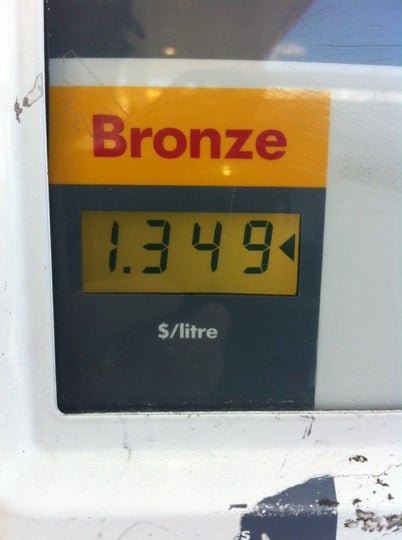 Bronze
1.349
$/litre
s